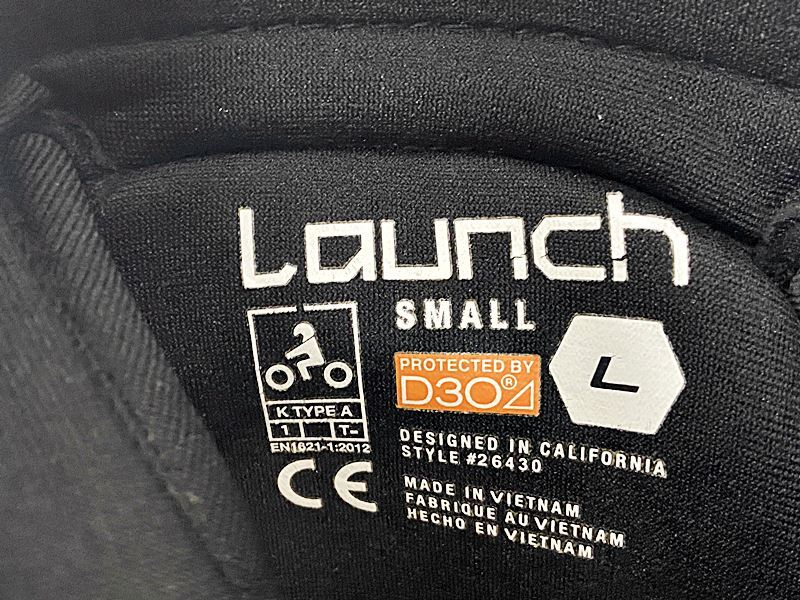 Launch
SMALL
L
PROTECTED BY
D3O®
K TYPE A
1 T-
EN1621-1:2012
CE
DESIGNED IN CALIFORNIA
STYLE #26430
MADE IN VIETNAM
FABRIQUE AU VIETNAM
HECHO EN VIETNAM